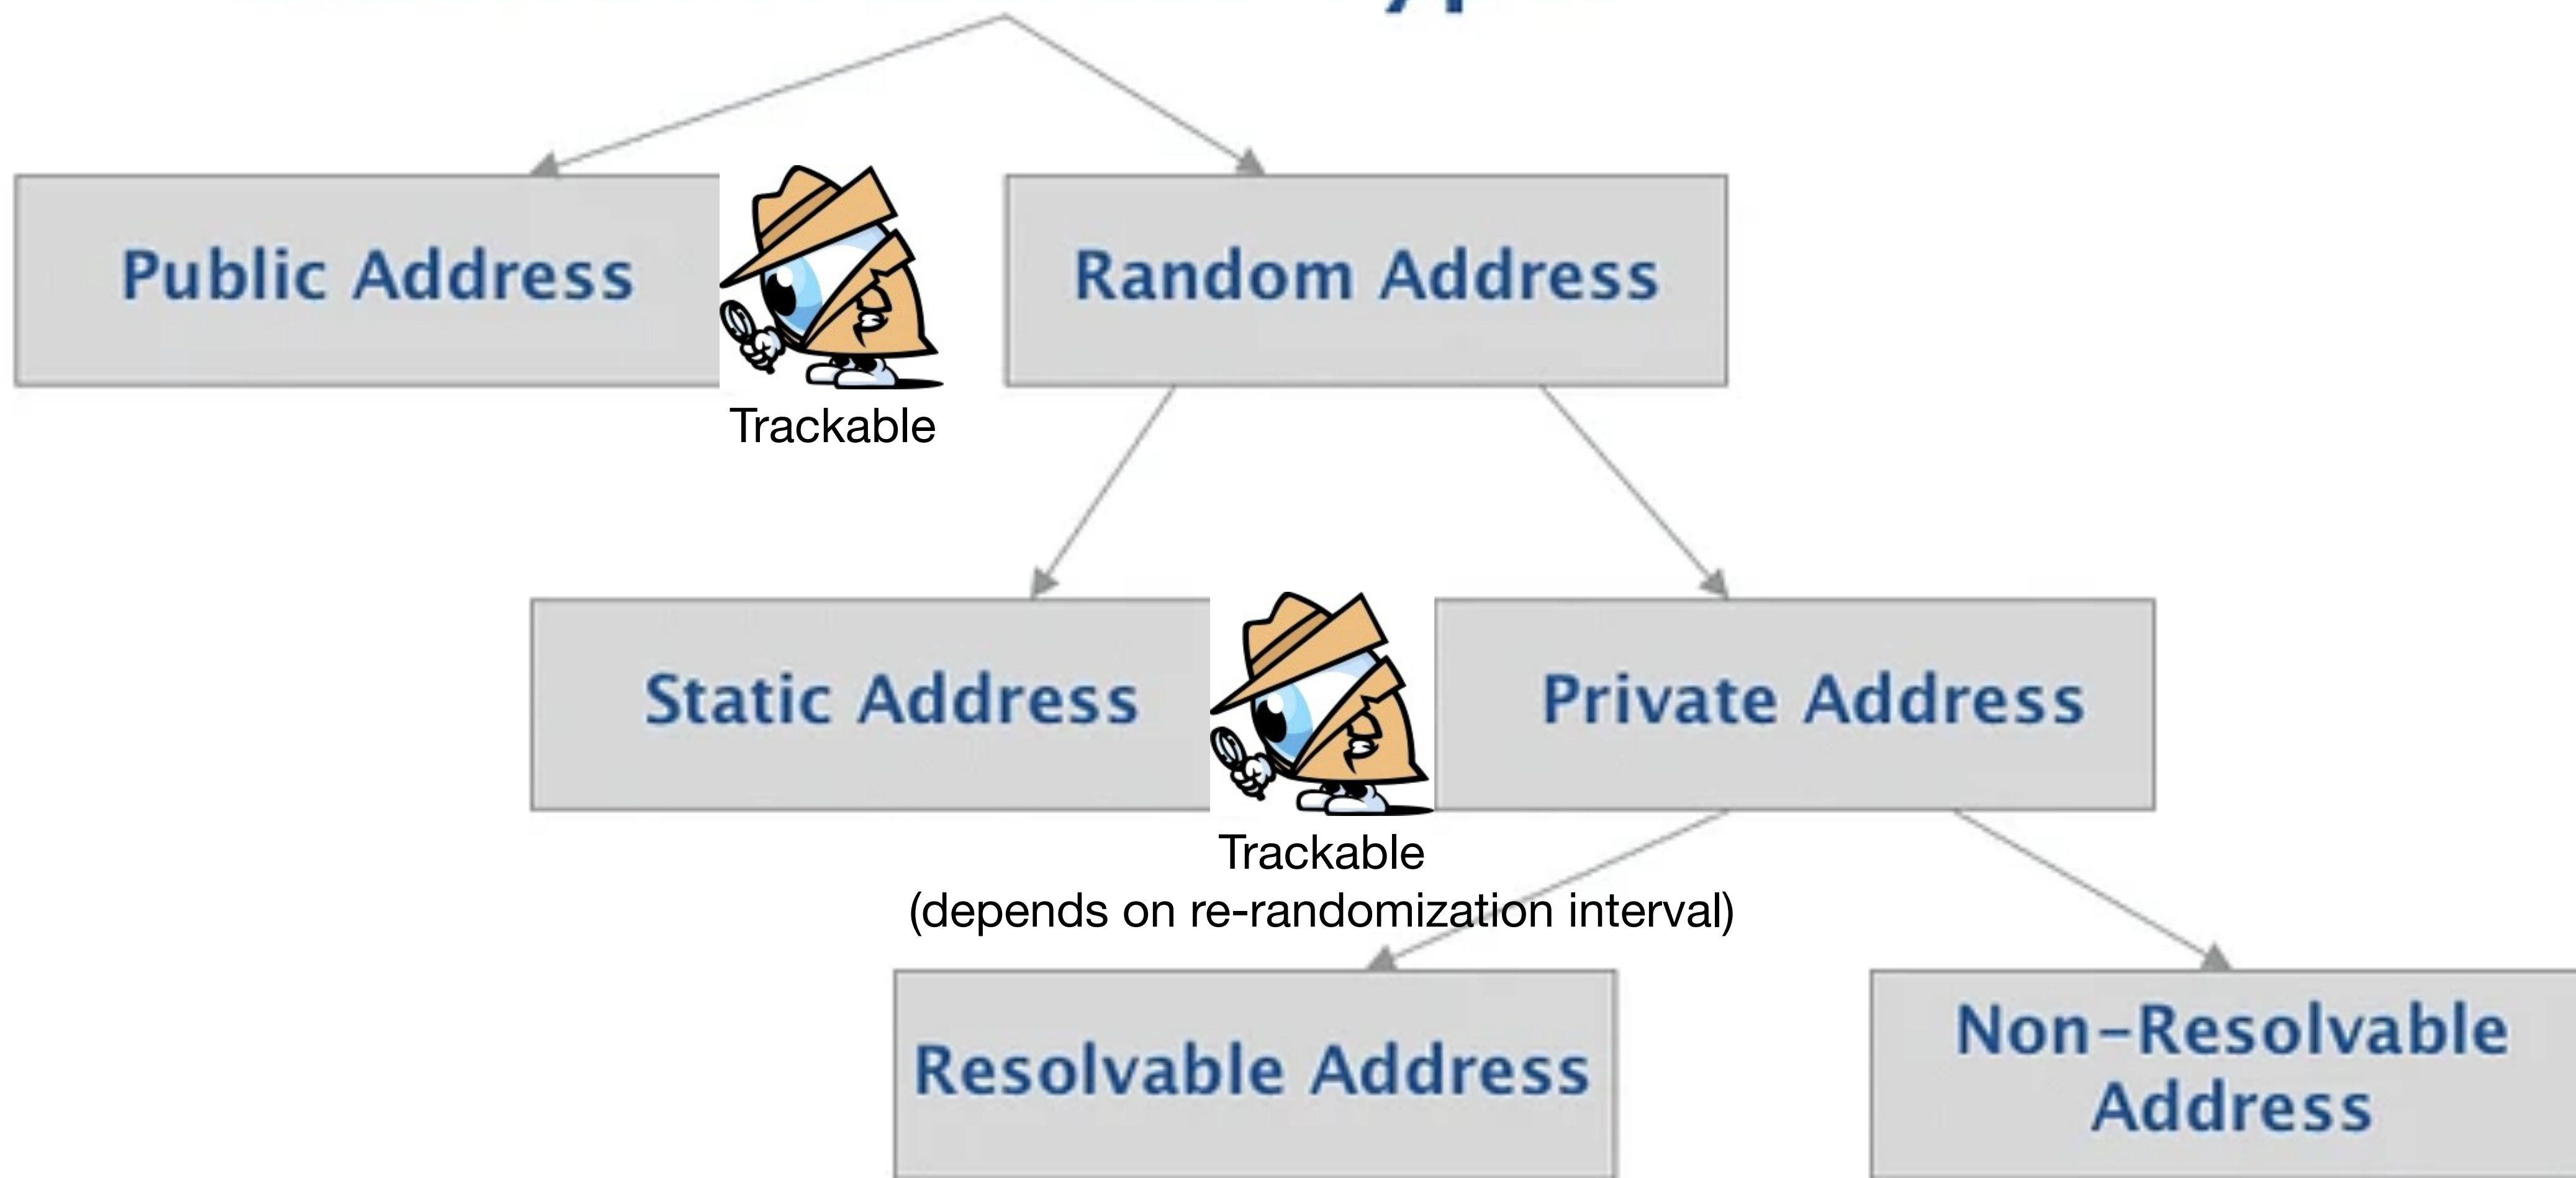 Public Address
Random Address
Trackable
Static Address
Private Address
Trackable
(depends on re-randomization interval)
Resolvable Address
Non-Resolvable
Address